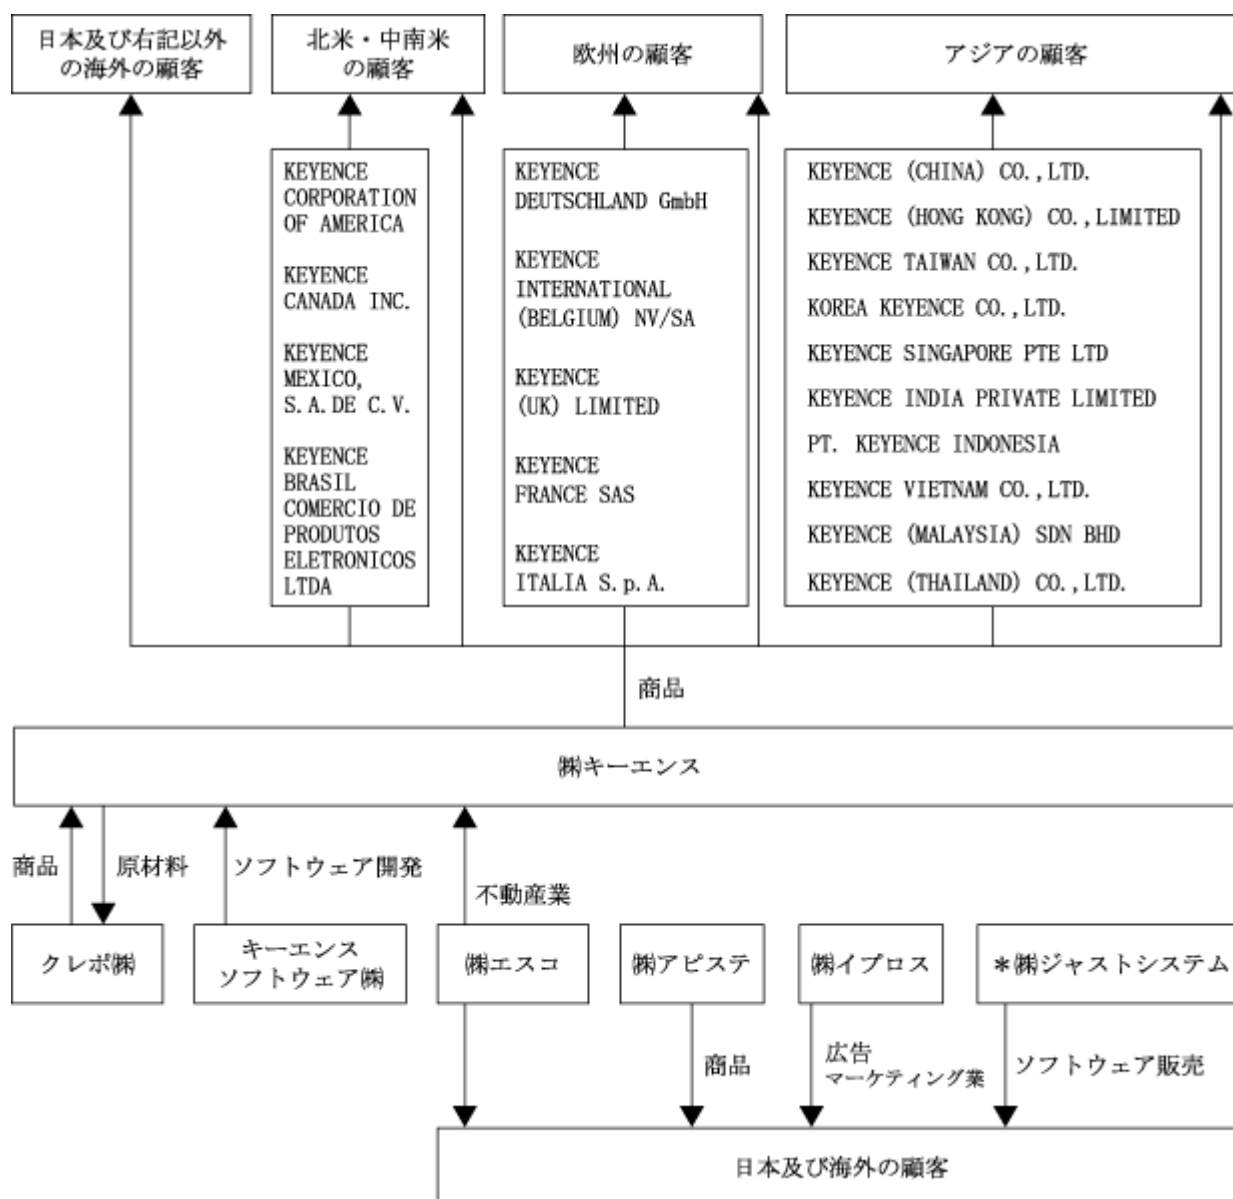 日本及び右記以外
の海外の顧客
北米・中南米
の顧客
欧州の顧客
アジアの顧客
KEYENCE
CORPORATION
OF AMERICA
KEYENCE
CANADA INC.
KEYENCE
MEXICO,
S.A.DE C.V.
KEYENCE
BRASIL
COMERCIO DE
PRODUTOS
ELETRONICOS
LTDA
KEYENCE
DEUTSCHLAND GmbH
KEYENCE
INTERNATIONAL
(BELGIUM) NV/SA
KEYENCE
(UK) LIMITED
KEYENCE
FRANCE SAS
KEYENCE
ITALIA S.p.A.
KEYENCE (CHINA) CO.,LTD.
KEYENCE (HONG KONG) CO.,LIMITED
KEYENCE TAIWAN CO.,LTD.
KOREA KEYENCE CO.,LTD.
KEYENCE SINGAPORE PTE LTD
KEYENCE INDIA PRIVATE LIMITED
PT. KEYENCE INDONESIA
KEYENCE VIETNAM CO.,LTD.
KEYENCE (MALAYSIA) SDN BHD
KEYENCE (THAILAND) CO.,LTD.
商品
㈱キーエンス
商品
原材料
ソフトウェア開発
不動産業
クレポ㈱
キーエンス
ソフトウェア㈱
㈱エスコ
㈱アピステ
㈱イプロス
＊㈱ジャストシステム
商品
広告
マーケティング業
ソフトウェア販売
日本及び海外の顧客